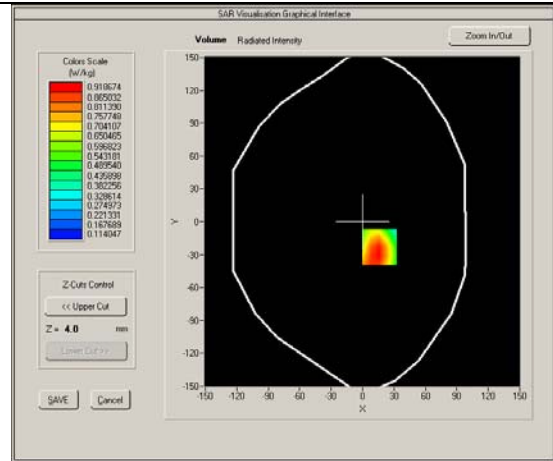 SAR Visualisation Graphical Interface
Volume Radiated Intensity
Zoom In/Out
Colors Scale
(W/kg)
0.918674
0.865032
0.811390
0.757748
0.704107
0.650465
0.596823
0.543181
0.489540
0.435898
0.382256
0.328614
0.274973
0.221331
0.167689
0.114047
Z-Cuts Control
<< Upper Cut
Z = 4.0 mm
Lower Cut >>
SAVE Cancel
150
120
90
60
30
0
-30
-60
-90
-120
-150
Y
-150 -120 -90 -60 -30 0 30 60 90 120 150
X